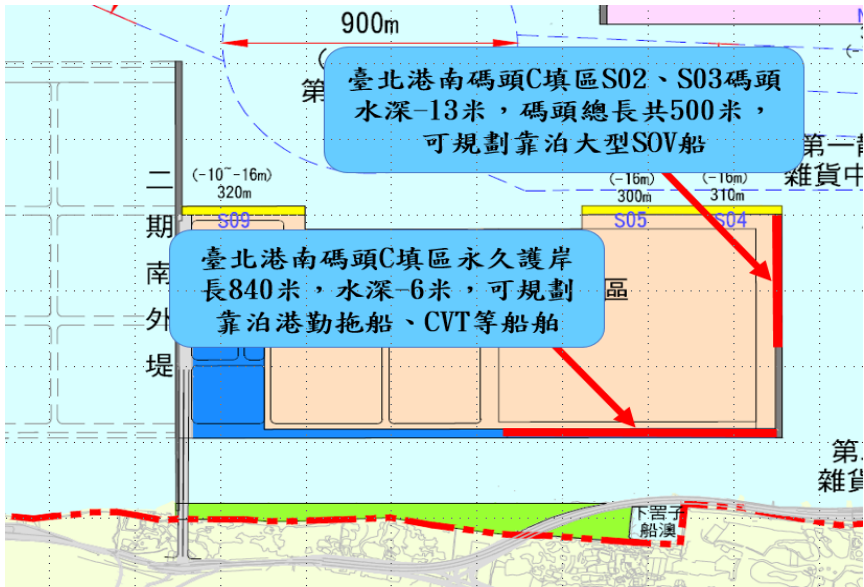 900m
(
第
臺北港南碼頭C填區S02、S03碼頭
水深-13米，碼頭總長共500米，
可規劃靠泊大型SOV船
第一散
雜貨中
(-10~-16m)
320m
(-16m)
300m
(-16m)
310m
S09
S05
S04
二期南外堤
臺北港南碼頭C填區永久護岸
長840米，水深-6米，可規劃
靠泊港勤拖船、CVT等船舶
區
第二
雜貨
下罟子
船澳